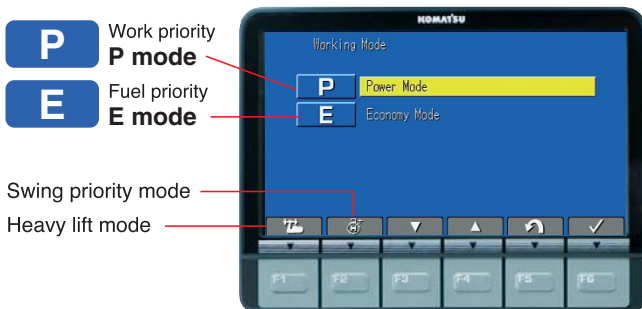 KOMATSU
P
Work priority
P mode
E
Fuel priority
E mode
Working Mode
P
Power Mode
E
Economy Mode
Swing priority mode
Heavy lift mode
F1
F2
F3
F4
F5
F6